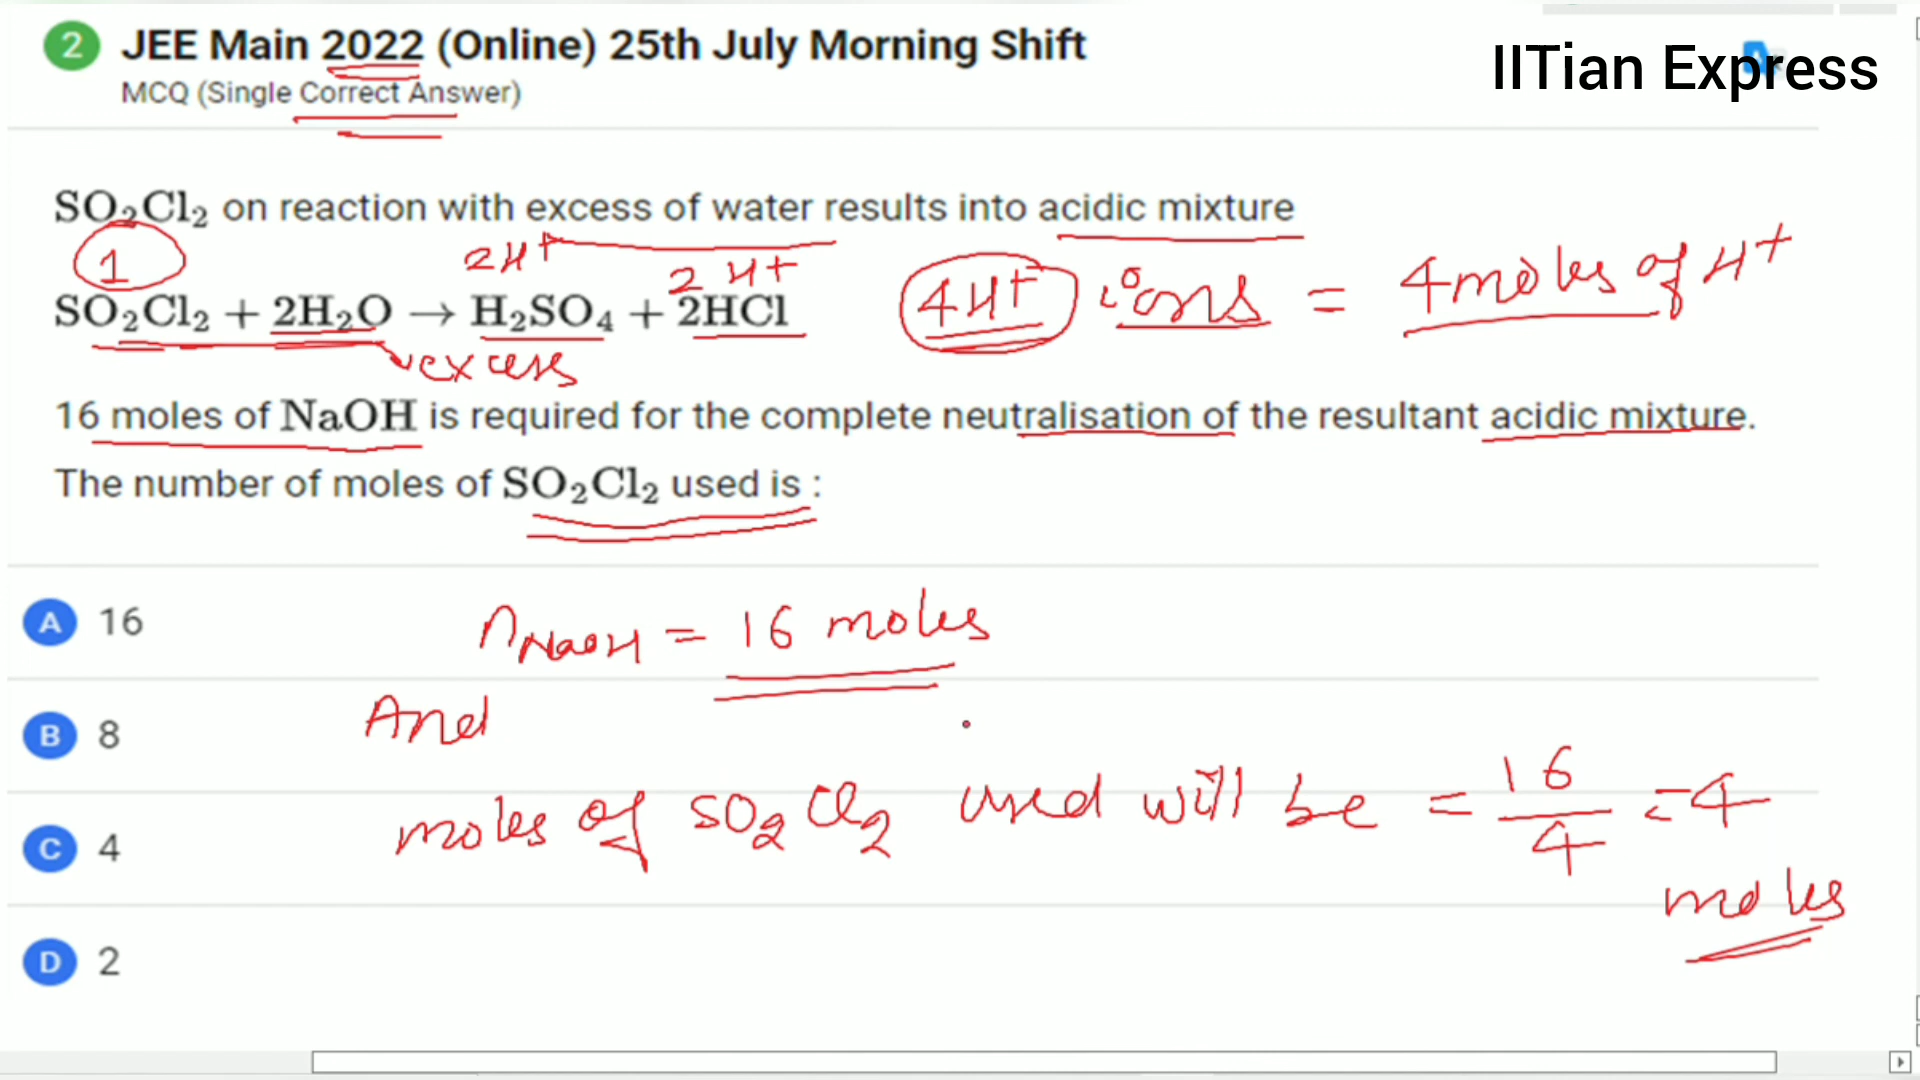 2 JEE Main 2022 (Online) 25th July Morning Shift
IITian Express
MCQ (Single Correct Answer)
SO₂Cl₂ on reaction with excess of water results into acidic mixture
1 2H⁺ 2H⁺
SO₂Cl₂ + 2H₂O → H₂SO₄ + 2HCl 4H⁺ ions = 4 moles of H⁺
excess
16 moles of NaOH is required for the complete neutralisation of the resultant acidic mixture.
The number of moles of SO₂Cl₂ used is :
A 16
n NaOH = 16 moles
And
B 8
moles of SO₂Cl₂ used will be = 16/4 = 4
moles
C 4
D 2